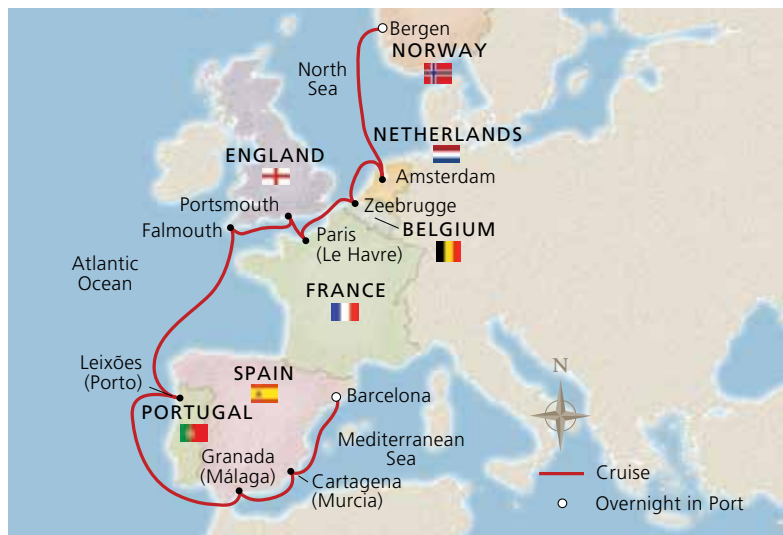 Bergen
NORWAY
North
Sea
NETHERLANDS
ENGLAND
Amsterdam
Portsmouth
Zeebrugge
Falmouth
BELGIUM
Paris
(Le Havre)
Atlantic
Ocean
FRANCE
Leixões
(Porto)
SPAIN
Barcelona
PORTUGAL
N
Mediterranean
Sea
Granada
(Málaga)
Cartagena
(Murcia)
Cruise
Overnight in Port